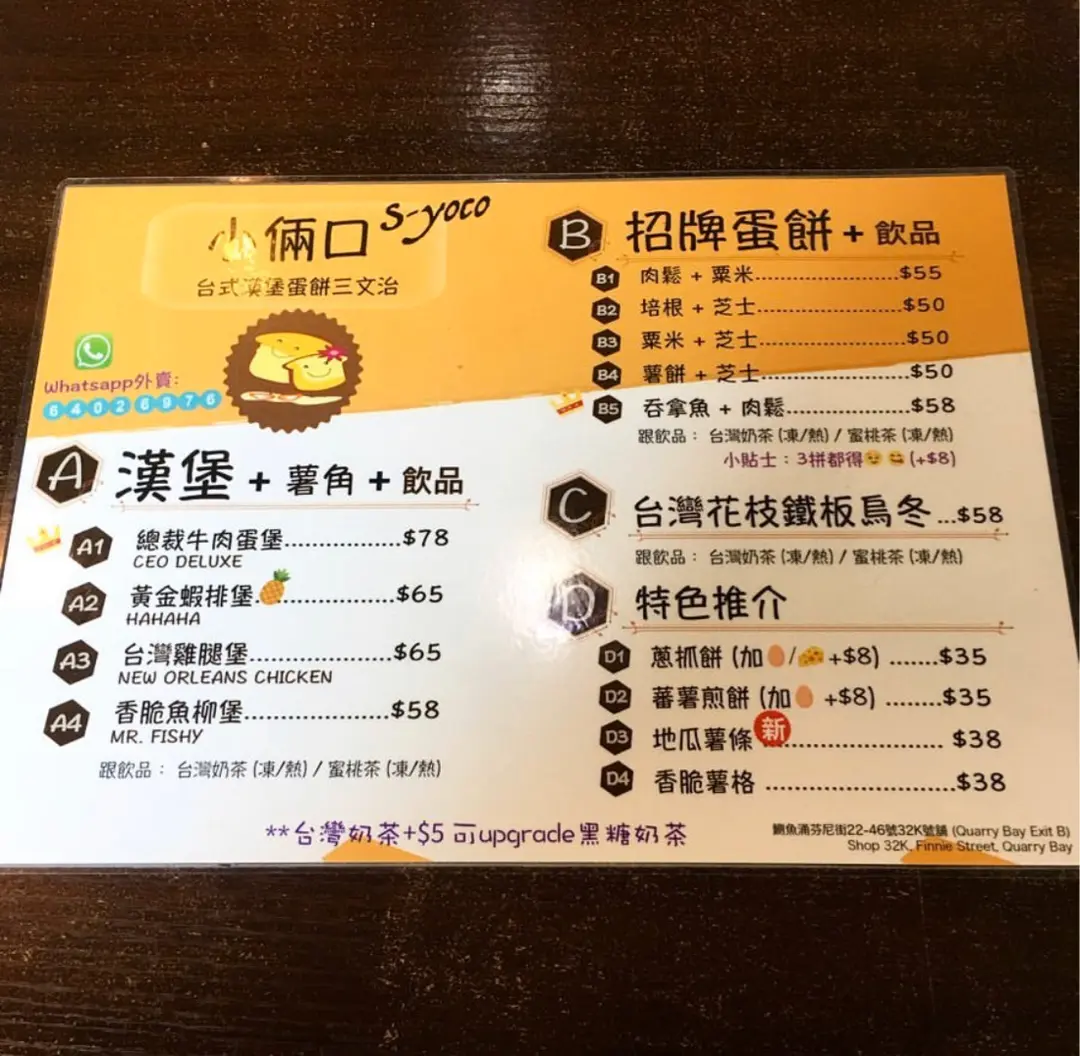 小倆口 S-yoco
台式漢堡蛋餅三文治
Whatsapp外賣:
64026976
A 漢堡 + 薯角 + 飲品
A1 總裁牛肉蛋堡................$78
CEO DELUXE
A2 黃金蝦排堡..................$65
HAHAHA
A3 台灣雞腿堡....................$65
NEW ORLEANS CHICKEN
A4 香脆魚柳堡....................$58
MR. FISHY
跟飲品： 台灣奶茶 (凍/熱) / 蜜桃茶 (凍/熱)
B 招牌蛋餅 + 飲品
B1 肉鬆 + 粟米......................$55
B2 培根 + 芝士......................$50
B3 粟米 + 芝士......................$50
B4 薯餅 + 芝士......................$50
B5 吞拿魚 + 肉鬆..................$58
跟飲品： 台灣奶茶 (凍/熱) / 蜜桃茶 (凍/熱)
小貼士：3拼都得😉😋(+$8)
C 台灣花枝鐵板烏冬...$58
跟飲品： 台灣奶茶 (凍/熱) / 蜜桃茶 (凍/熱)
D 特色推介
D1 蔥抓餅 (加🥚/🧀+$8) .......$35
D2 蕃薯煎餅 (加🥚 +$8) ........$35
D3 地瓜薯條 新...................... $38
D4 香脆薯格 ..........................$38
**台灣奶茶+$5 可upgrade黑糖奶茶
鰂魚涌芬尼街22-46號32K號舖 (Quarry Bay Exit B)
Shop 32K, Finnie Street, Quarry Bay